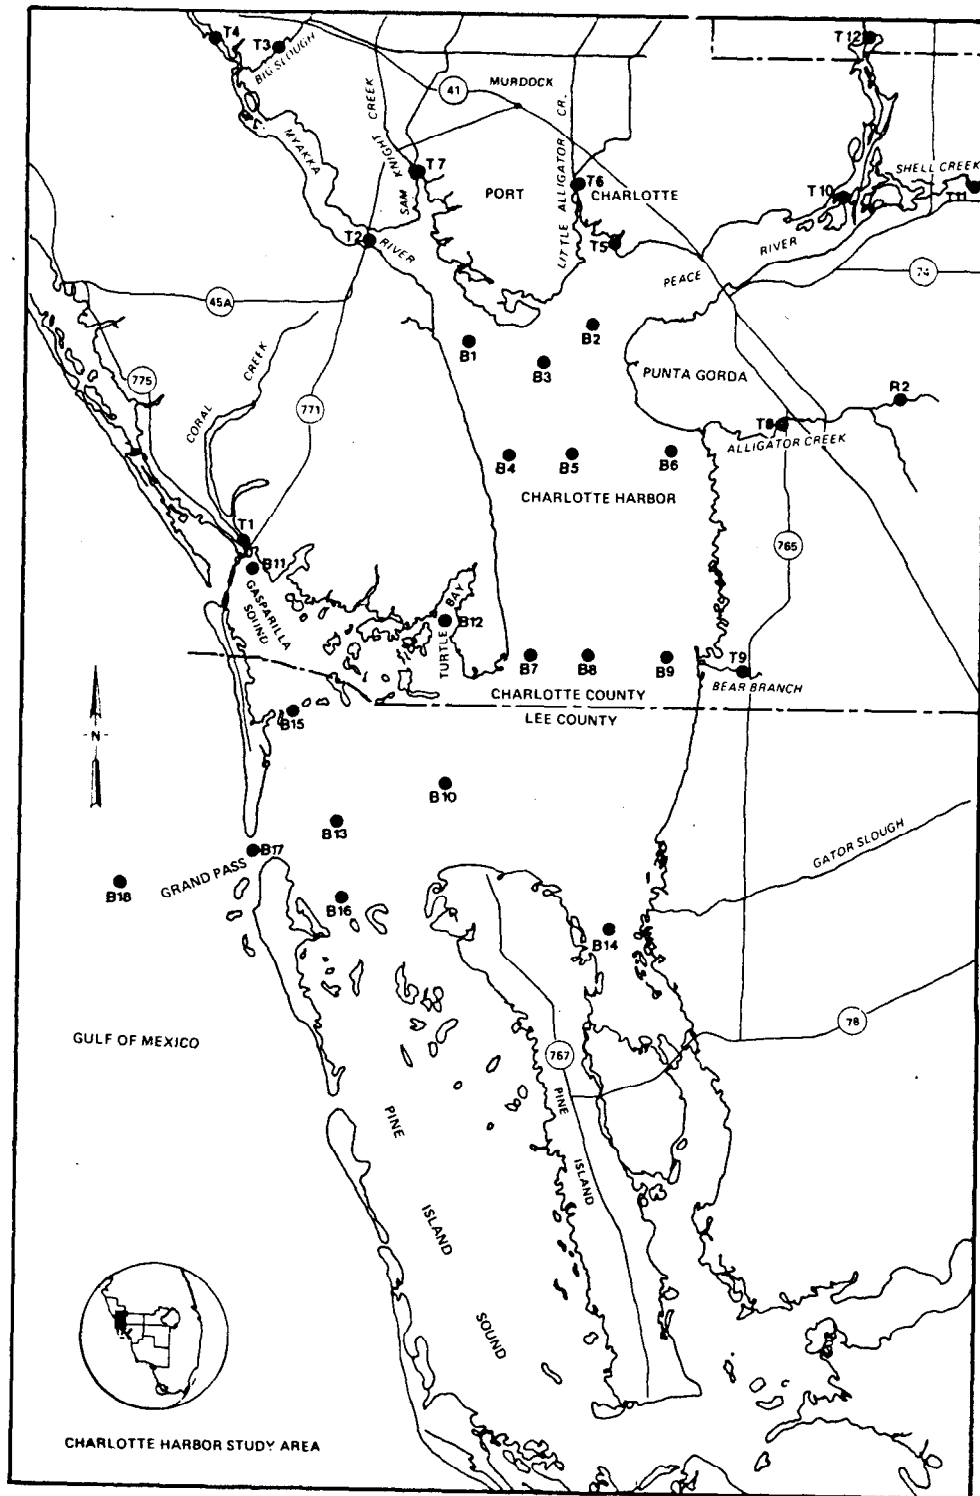 T4
T3
BIG SLOUGH
T12
MURDOCK
41
SAM KNIGHT CREEK
LITTLE ALLIGATOR CR.
MYAKKA
RIVER
T7
PORT
CHARLOTTE
T6
SHELL CREEK
T10
T11
T2
T5
PEACE
RIVER
74
45A
B1
B2
B3
PUNTA GORDA
775
CORAL CREEK
771
R2
T8
ALLIGATOR CREEK
B4
B5
B6
CHARLOTTE HARBOR
T1
B11
765
GASPARILLA
SOUND
TURTLE BAY
B12
B7
B8
B9
T9
BEAR BRANCH
CHARLOTTE COUNTY
LEE COUNTY
B15
N
B10
B13
GATOR SLOUGH
B17
GRAND PASS
B18
B16
B14
GULF OF MEXICO
78
767
PINE
ISLAND
PINE
ISLAND
SOUND
CHARLOTTE HARBOR STUDY AREA